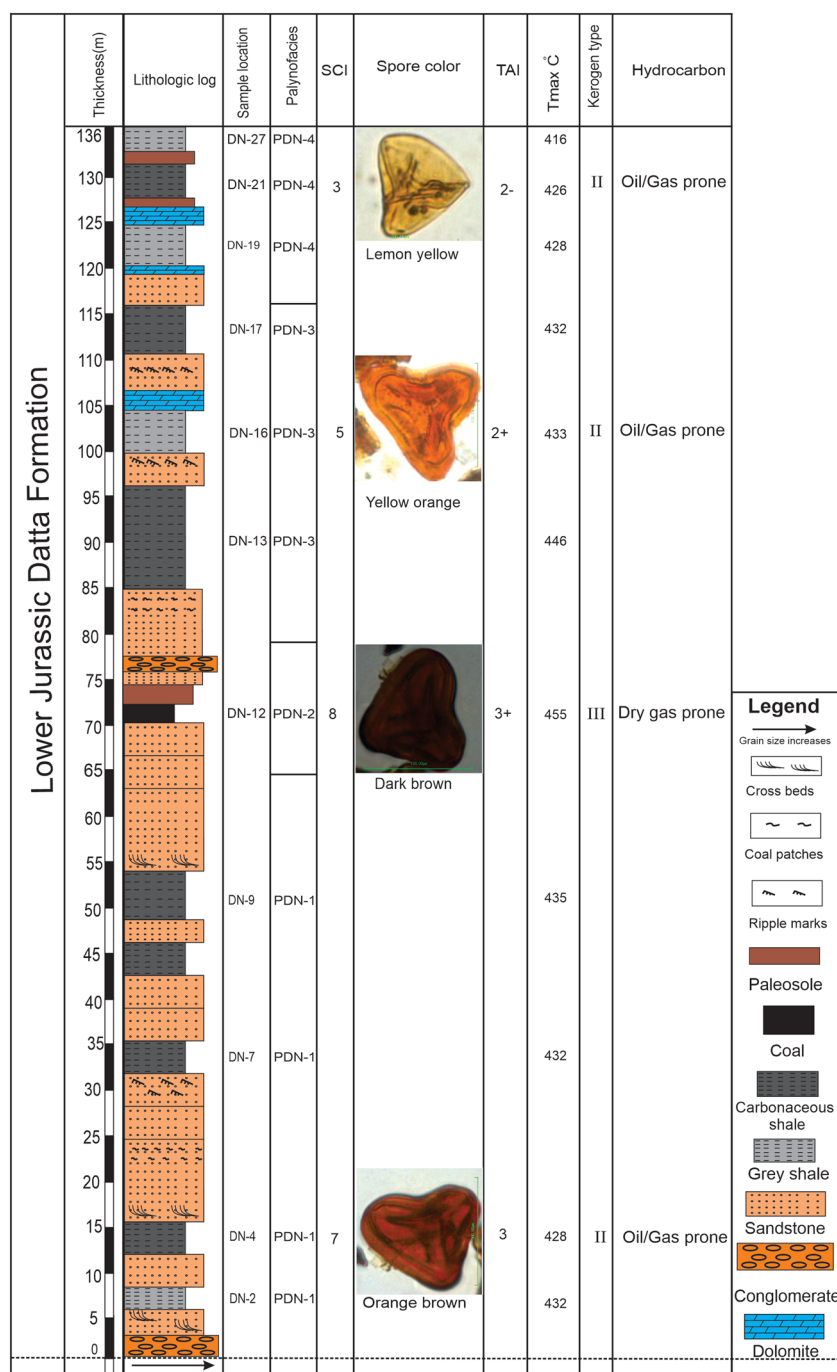 Lower Jurassic Datta Formation
Thickness(m)
Lithologic log
Sample location
Palynofacies
SCI
Spore color
TAI
Tmax C°
Kerogen type
Hydrocarbon
136
130
125
120
115
110
105
100
95
90
85
80
75
70
65
60
55
50
45
40
35
30
25
20
15
10
5
0
DN-27 PDN-4 416
DN-21 PDN-4 3 2- 426 II Oil/Gas prone
DN-19 PDN-4 428
Lemon yellow
DN-17 PDN-3 432
DN-16 PDN-3 5 2+ 433 II Oil/Gas prone
Yellow orange
DN-13 PDN-3 446
DN-12 PDN-2 8 3+ 455 III Dry gas prone
Dark brown
DN-9 PDN-1 435
DN-7 PDN-1 432
DN-4 PDN-1 7 3 428 II Oil/Gas prone
DN-2 PDN-1 432
Orange brown
Legend
Grain size increases
Cross beds
Coal patches
Ripple marks
Paleosole
Coal
Carbonaceous
shale
Grey shale
Sandstone
Conglomerate
Dolomite